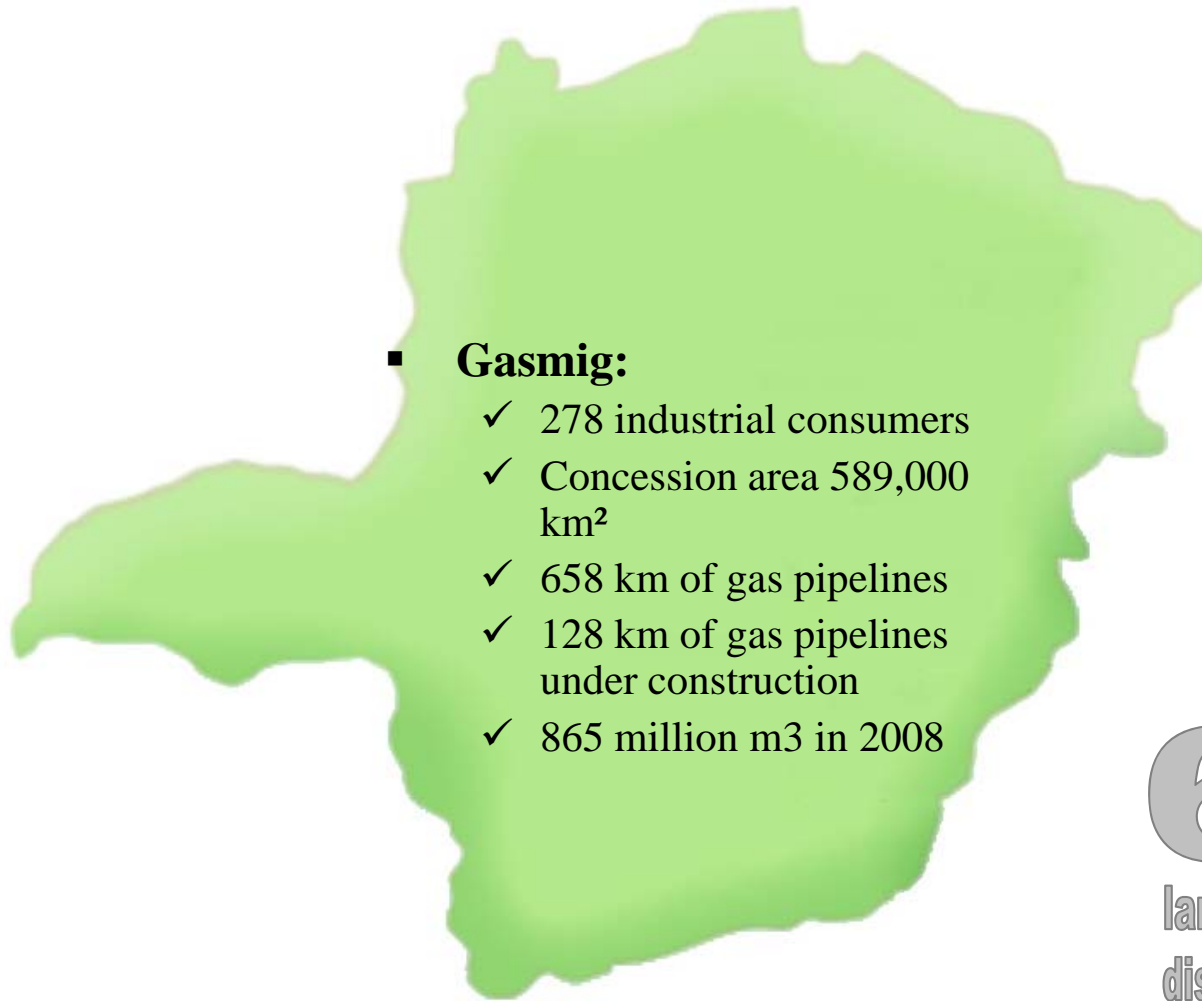 ▪ Gasmig:
✓ 278 industrial consumers
✓ Concession area 589,000
km²
✓ 658 km of gas pipelines
✓ 128 km of gas pipelines
under construction
✓ 865 million m3 in 2008